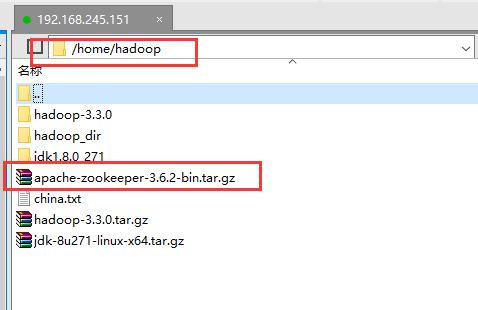 192.168.245.151 ×
/home/hadoop
名称
..
hadoop-3.3.0
hadoop_dir
jdk1.8.0_271
apache-zookeeper-3.6.2-bin.tar.gz
china.txt
hadoop-3.3.0.tar.gz
jdk-8u271-linux-x64.tar.gz